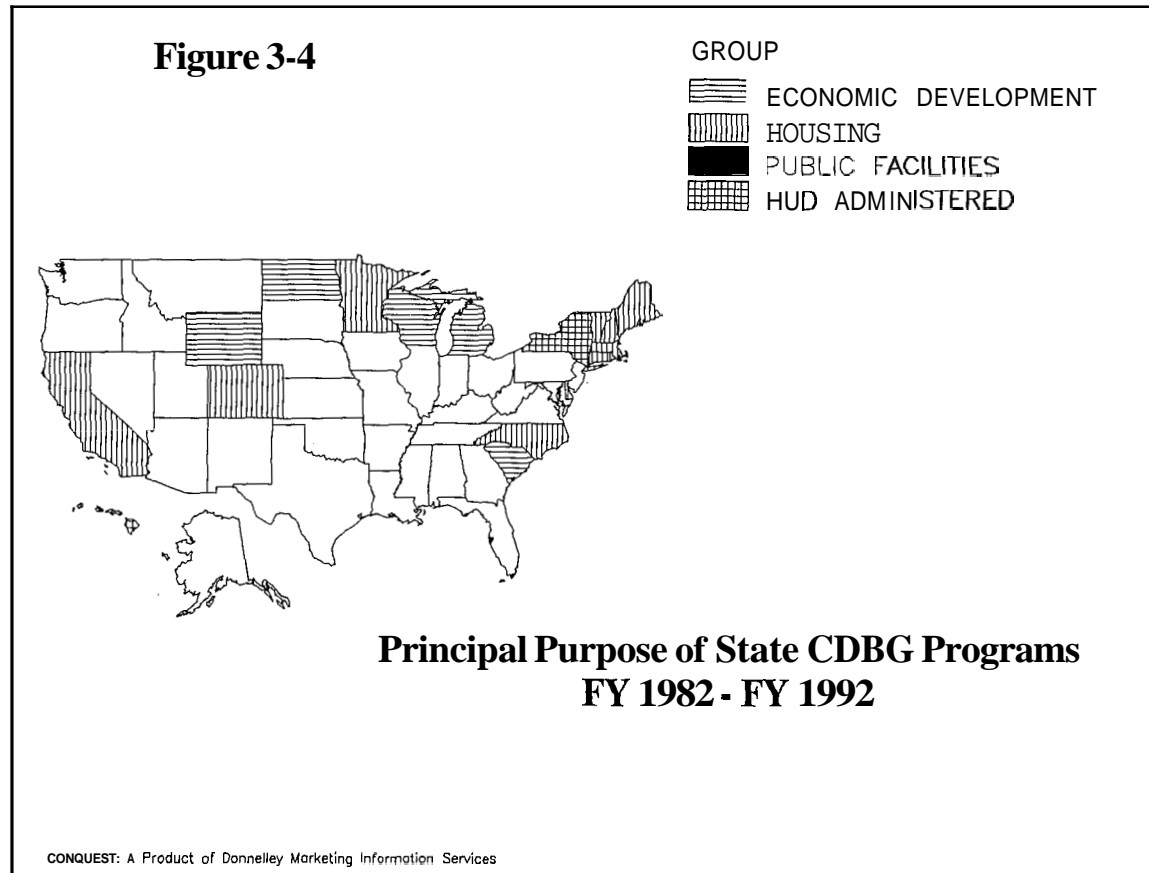 Figure 3-4
GROUP
ECONOMIC DEVELOPMENT
HOUSING
PUBLIC FACILITIES
HUD ADMINISTERED
Principal Purpose of State CDBG Programs
FY 1982 - FY 1992
CONQUEST: A Product of Donnelley Marketing Information Services